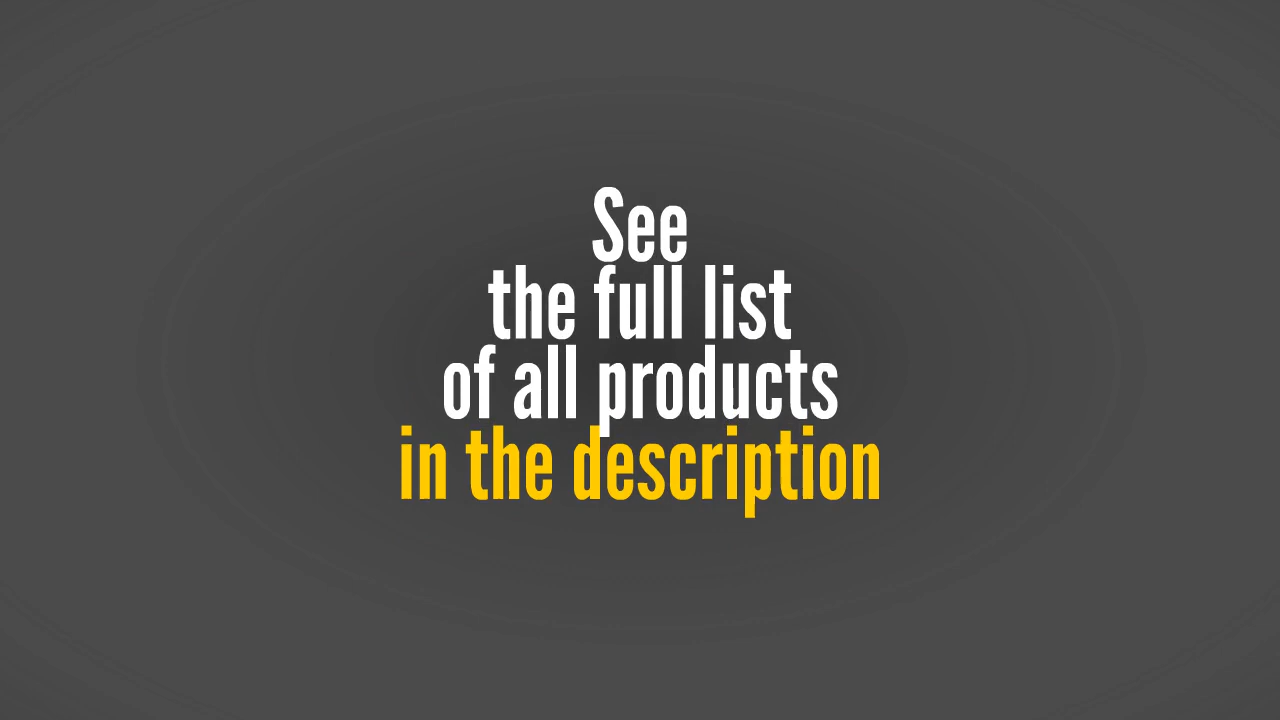 See
the full list
of all products
in the description